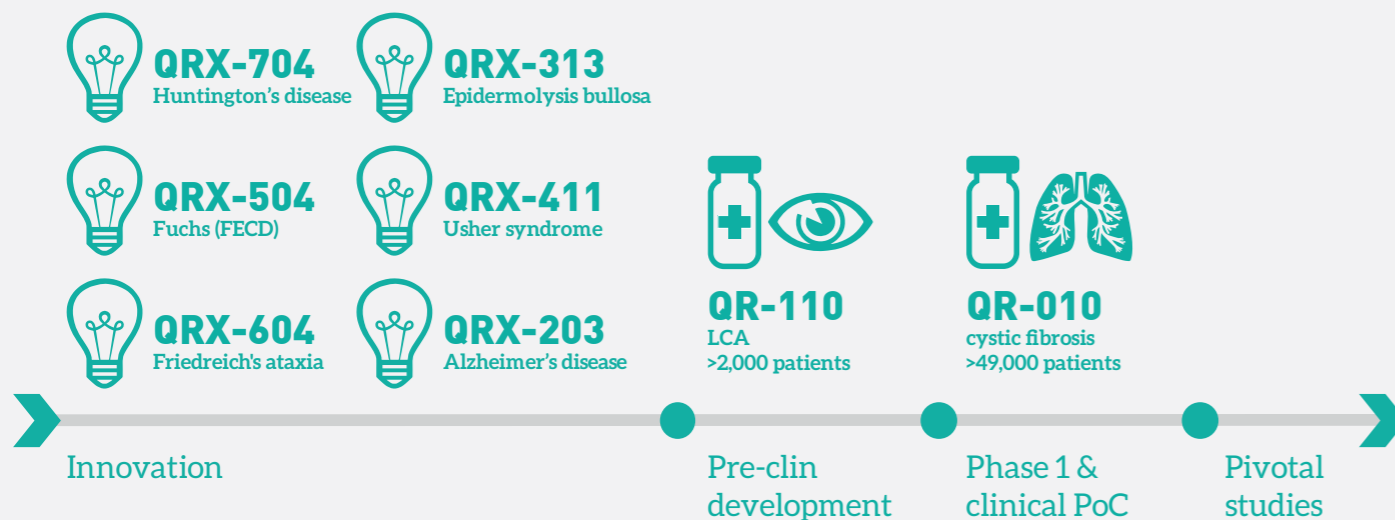 QRX-704
Huntington's disease
QRX-313
Epidermolysis bullosa
QRX-504
Fuchs (FECD)
QRX-411
Usher syndrome
QRX-604
Friedreich's ataxia
QRX-203
Alzheimer's disease
QR-110
LCA
>2,000 patients
QR-010
cystic fibrosis
>49,000 patients
Innovation
Pre-clin
development
Phase 1 &
clinical PoC
Pivotal
studies